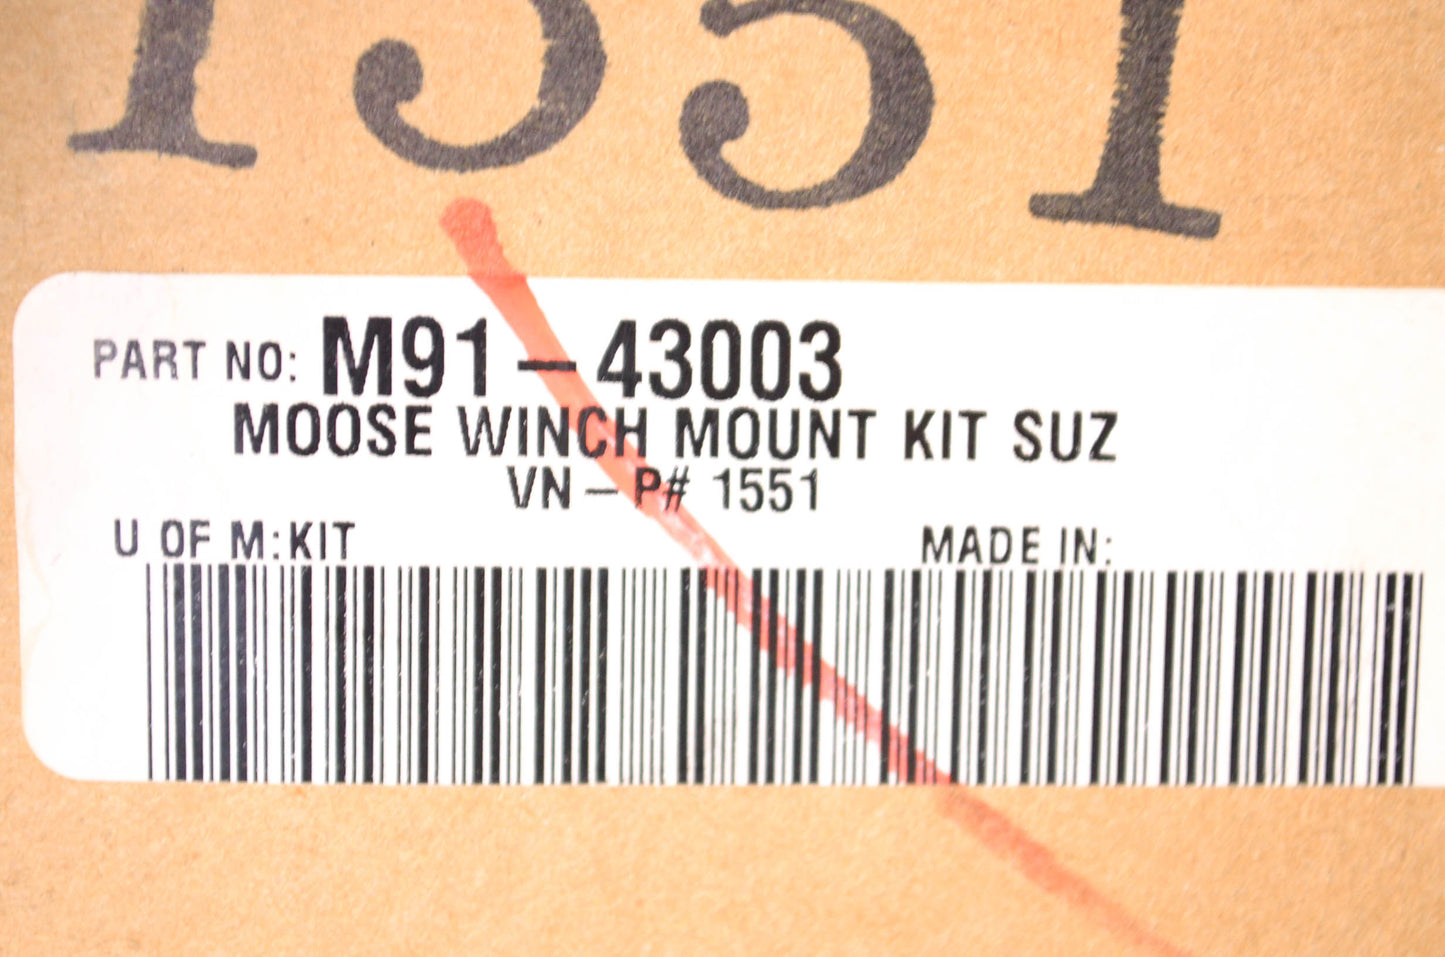 1551
PART NO: M91-43003
MOOSE WINCH MOUNT KIT SUZ
VN-P# 1551
U OF M:KIT
MADE IN: